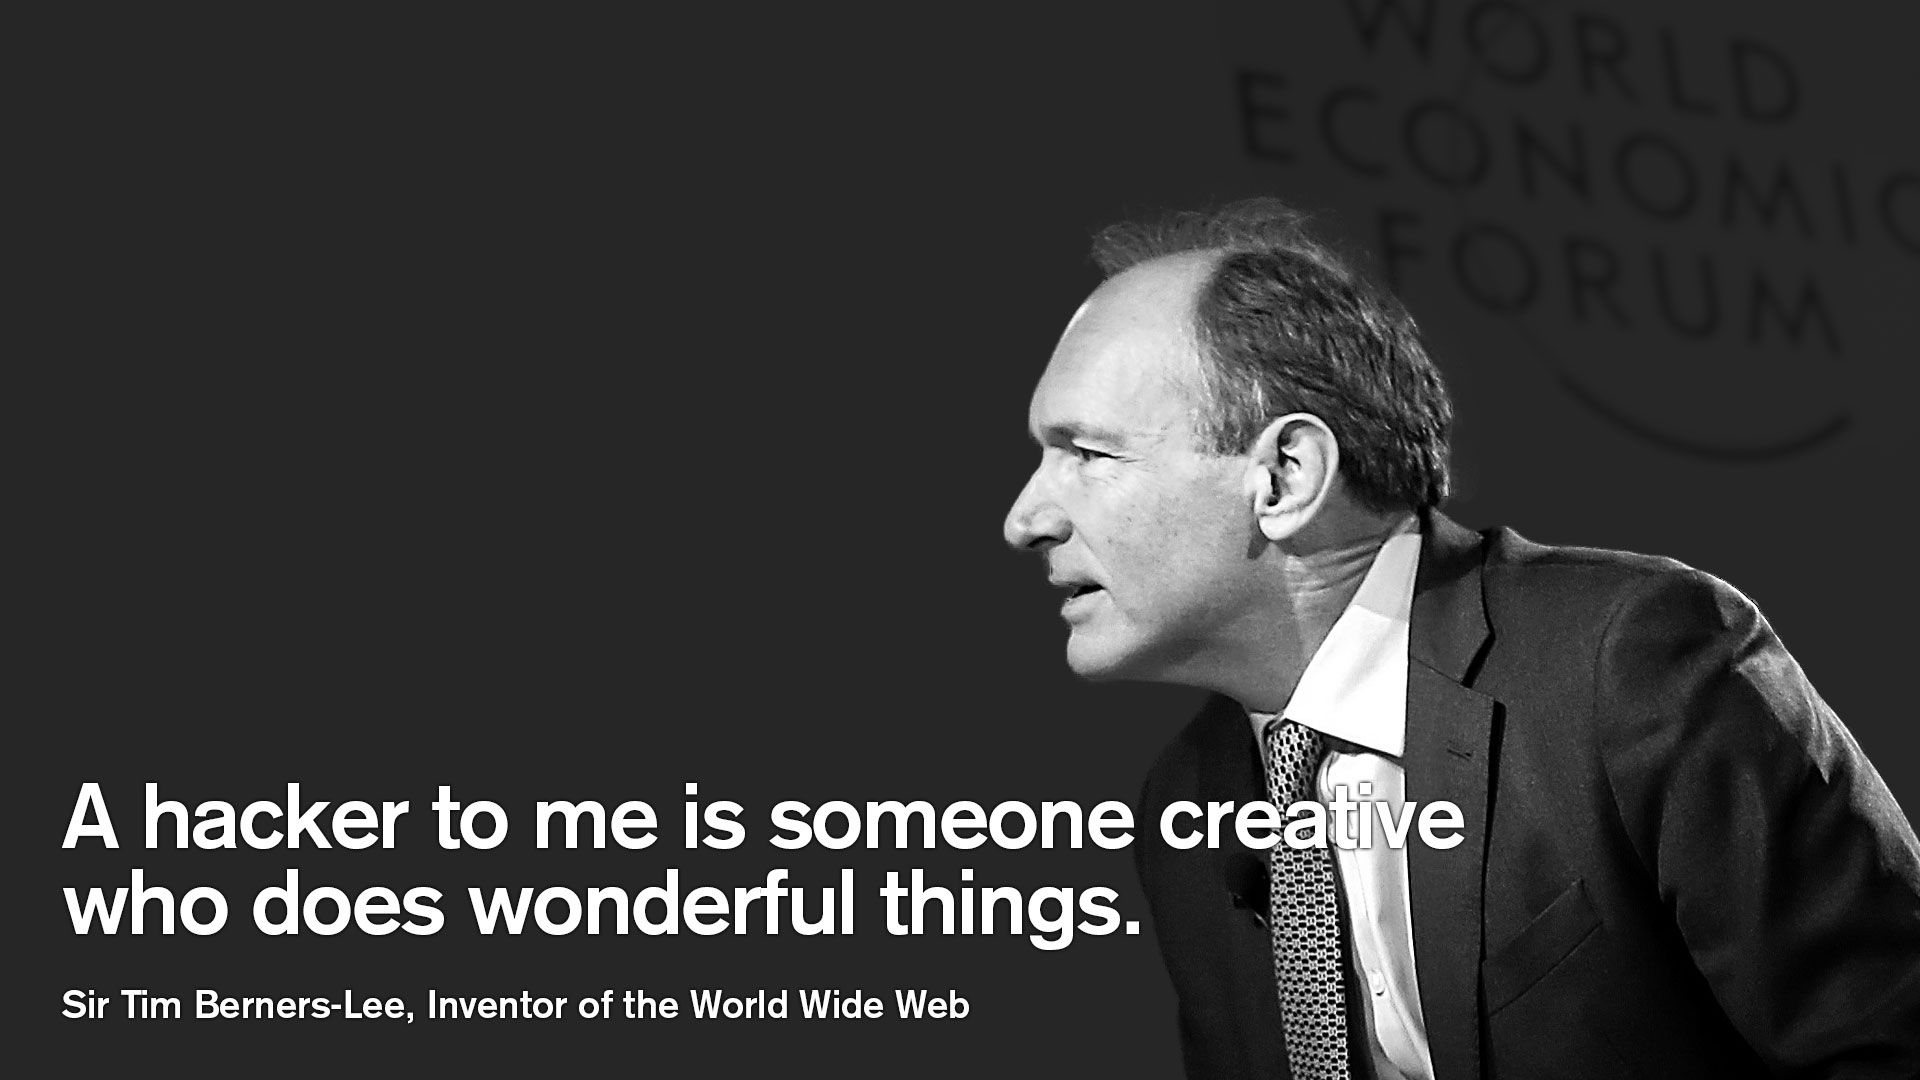 WORLD
ECONOMIC
FORUM
A hacker to me is someone creative
who does wonderful things.
Sir Tim Berners-Lee, Inventor of the World Wide Web